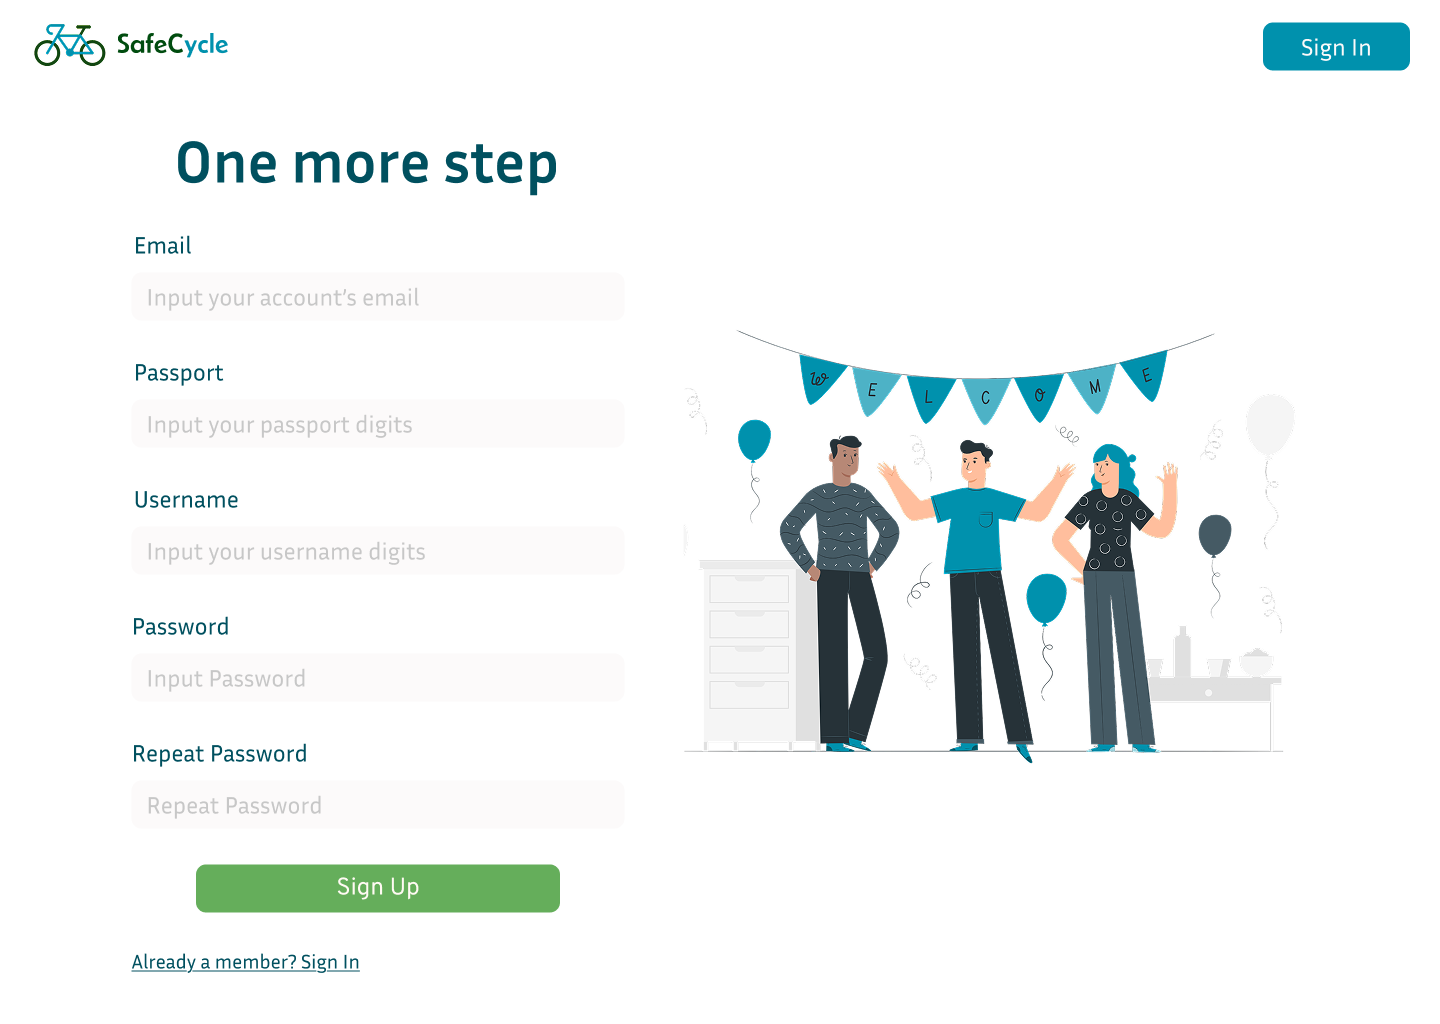 SafeCycle
Sign In
One more step
Email
Input your account’s email
Passport
Input your passport digits
Username
Input your username digits
Password
Input Password
Repeat Password
Repeat Password
Sign Up
Already a member? Sign In
WELCOME